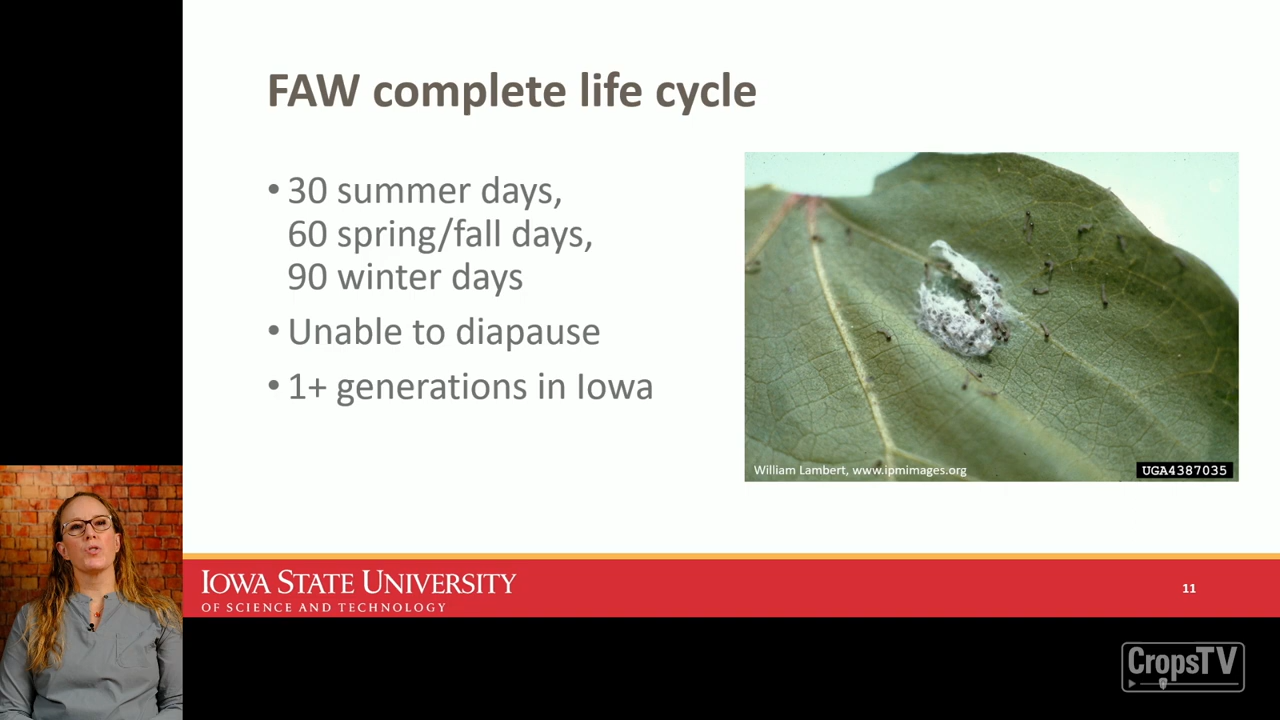 FAW complete life cycle
• 30 summer days,
60 spring/fall days,
90 winter days
• Unable to diapause
• 1+ generations in Iowa
William Lambert, www.ipmimages.org
UGA4387035
IOWA STATE UNIVERSITY
OF SCIENCE AND TECHNOLOGY
11
CropsTV